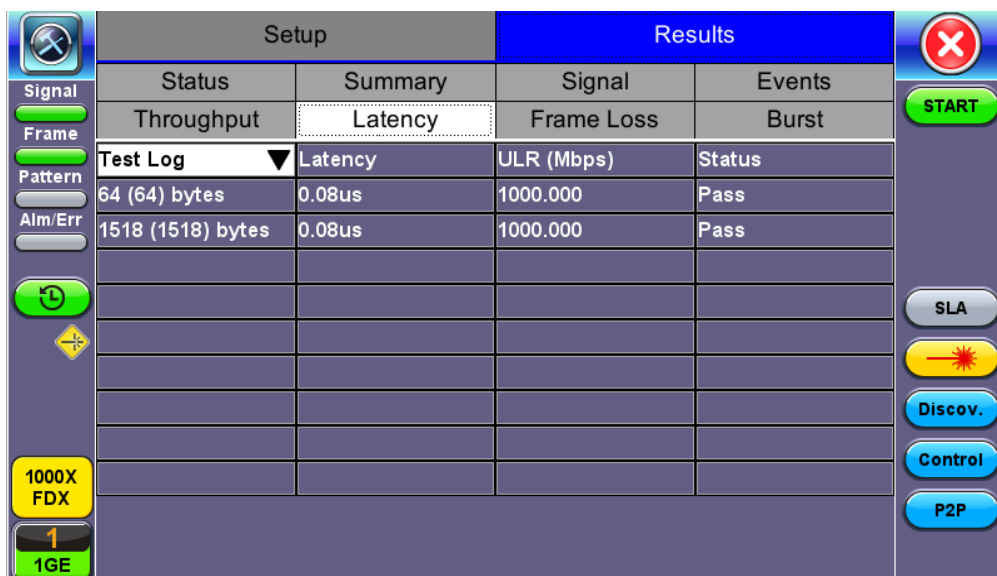 Setup Results
Status Summary Signal Events
Throughput Latency Frame Loss Burst
Test Log Latency ULR (Mbps) Status
64 (64) bytes 0.08us 1000.000 Pass
1518 (1518) bytes 0.08us 1000.000 Pass
Signal
Frame
Pattern
Alm/Err
1000X
FDX
1
1GE
START
SLA
Discov.
Control
P2P